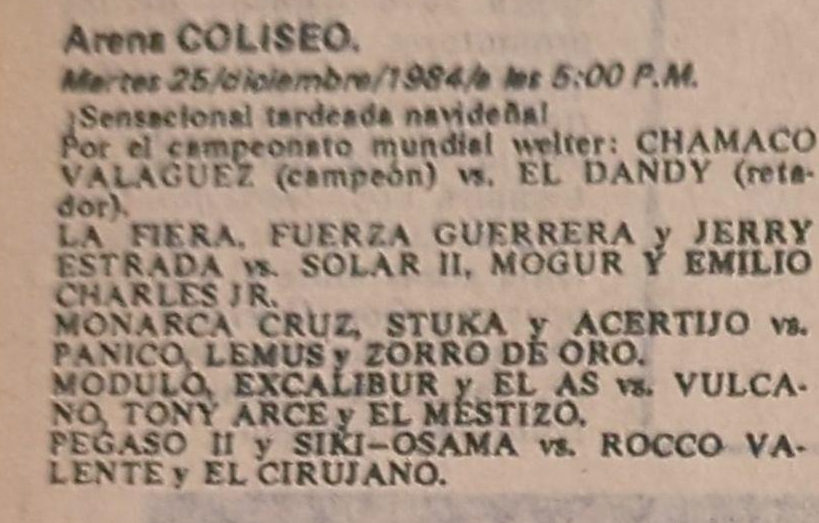 Arena COLISEO.
Martes 25/diciembre/1984/a las 5:00 P.M.
¡Sensacional tardeada navideña!
Por el campeonato mundial welter: CHAMACO
VALAGUEZ (campeón) vs. EL DANDY (reta-
dor).
LA FIERA, FUERZA GUERRERA y JERRY
ESTRADA vs. SOLAR II, MOGUR Y EMILIO
CHARLES JR.
MONARCA CRUZ, STUKA y ACERTIJO vs.
PANICO, LEMUS y ZORRO DE ORO.
MODULO, EXCALIBUR y EL AS vs. VULCA-
NO, TONY ARCE y EL MESTIZO.
PEGASO II y SIKI-OSAMA vs. ROCCO VA-
LENTE y EL CIRUJANO.